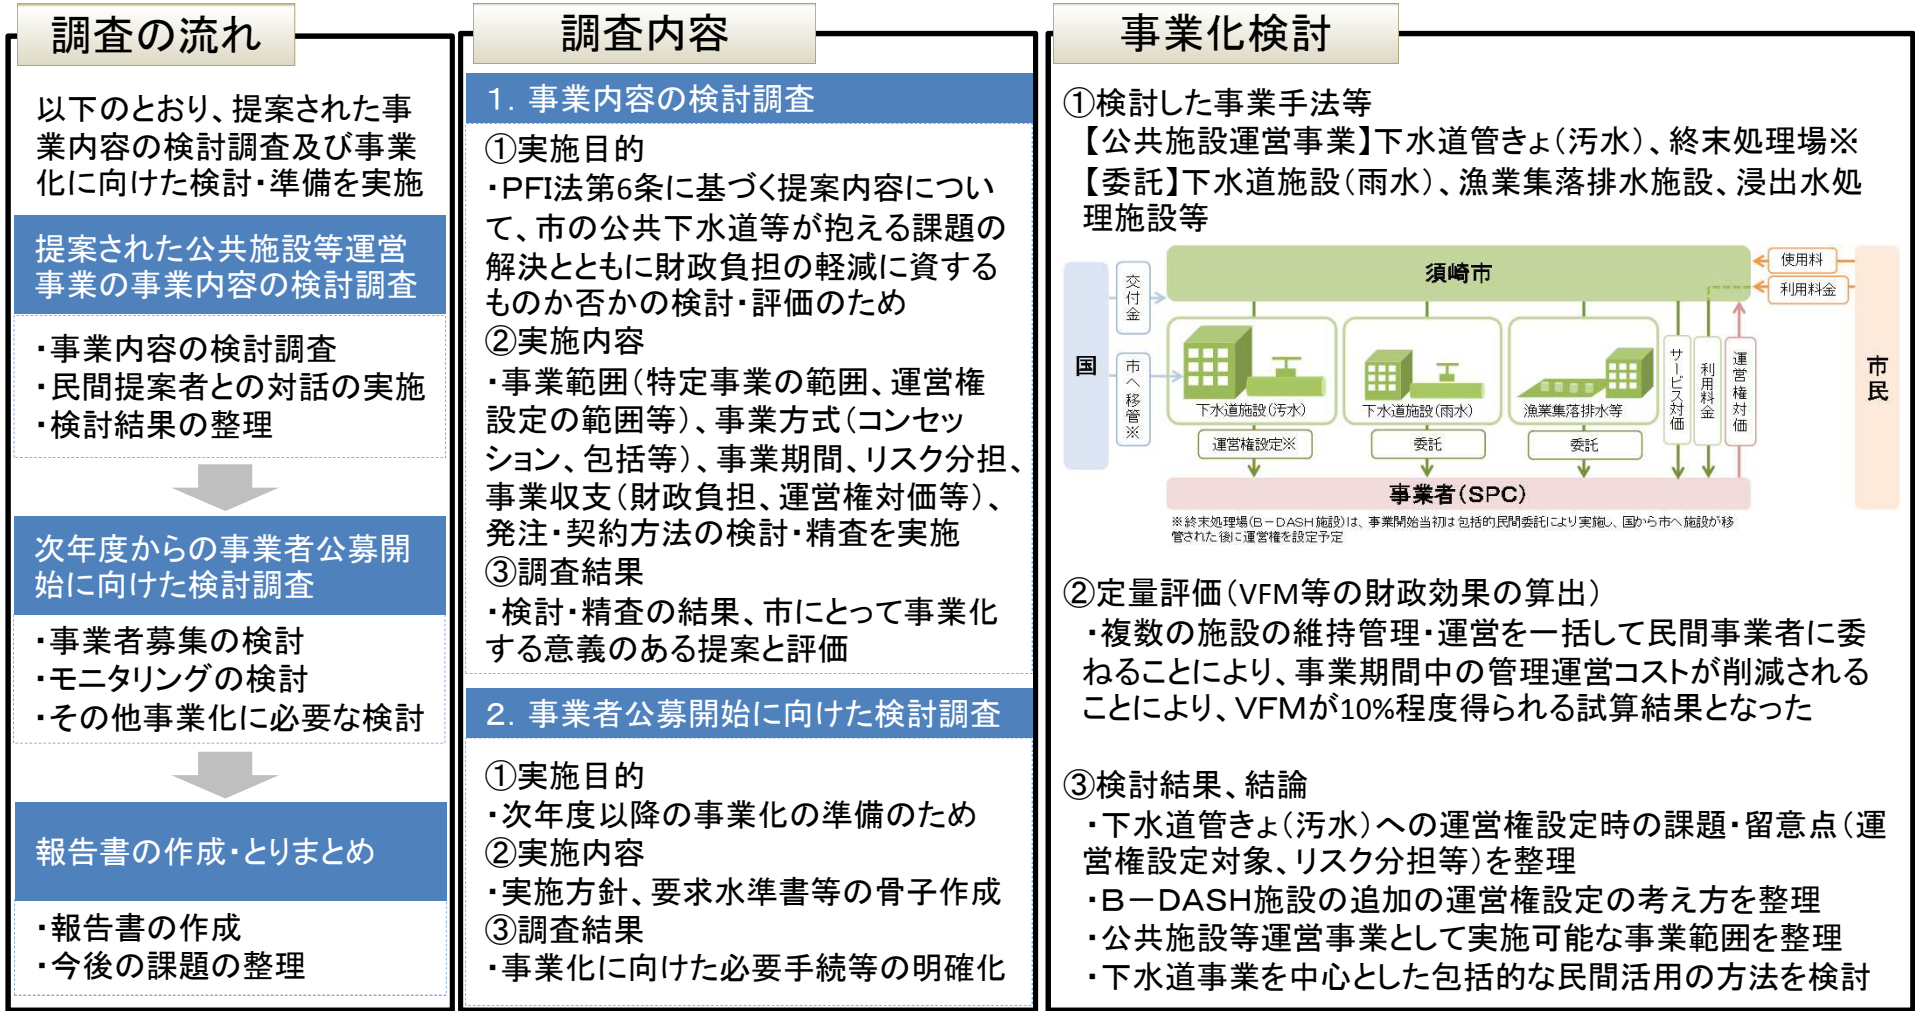 調査の流れ
以下のとおり、提案された事
業内容の検討調査及び事業
化に向けた検討・準備を実施
提案された公共施設等運営
事業の事業内容の検討調査
・事業内容の検討調査
・民間提案者との対話の実施
・検討結果の整理
次年度からの事業者公募開
始に向けた検討調査
・事業者募集の検討
・モニタリングの検討
・その他事業化に必要な検討
報告書の作成・とりまとめ
・報告書の作成
・今後の課題の整理
調査内容
１．事業内容の検討調査
①実施目的
・PFI法第6条に基づく提案内容につい
て、市の公共下水道等が抱える課題の
解決とともに財政負担の軽減に資する
ものか否かの検討・評価のため
②実施内容
・事業範囲（特定事業の範囲、運営権
設定の範囲等）、事業方式（コンセッ
ション、包括等）、事業期間、リスク分担、
事業収支（財政負担、運営権対価等）、
発注・契約方法の検討・精査を実施
③調査結果
・検討・精査の結果、市にとって事業化
する意義のある提案と評価
２．事業者公募開始に向けた検討調査
①実施目的
・次年度以降の事業化の準備のため
②実施内容
・実施方針、要求水準書等の骨子作成
③調査結果
・事業化に向けた必要手続等の明確化
事業化検討
①検討した事業手法等
【公共施設運営事業】下水道管きょ（汚水）、終末処理場※
【委託】下水道施設（雨水）、漁業集落排水施設、浸出水処
理施設等
国
交付金
市へ移管※
須崎市
使用料
利用料金
市民
下水道施設（汚水）
下水道施設（雨水）
漁業集落排水等
運営権設定※
委託
委託
サービス対価
利用料金
運営権対価
事業者（SPC）
※終末処理場（B－DASH施設）は、事業開始当初は包括的民間委託により実施し、国から市へ施設が移
管された後に運営権を設定予定
②定量評価（VFM等の財政効果の算出）
・複数の施設の維持管理・運営を一括して民間事業者に委
ねることにより、事業期間中の管理運営コストが削減される
ことにより、VFMが10%程度得られる試算結果となった
③検討結果、結論
・下水道管きょ（汚水）への運営権設定時の課題・留意点（運
営権設定対象、リスク分担等）を整理
・B－DASH施設の追加の運営権設定の考え方を整理
・公共施設等運営事業として実施可能な事業範囲を整理
・下水道事業を中心とした包括的な民間活用の方法を検討